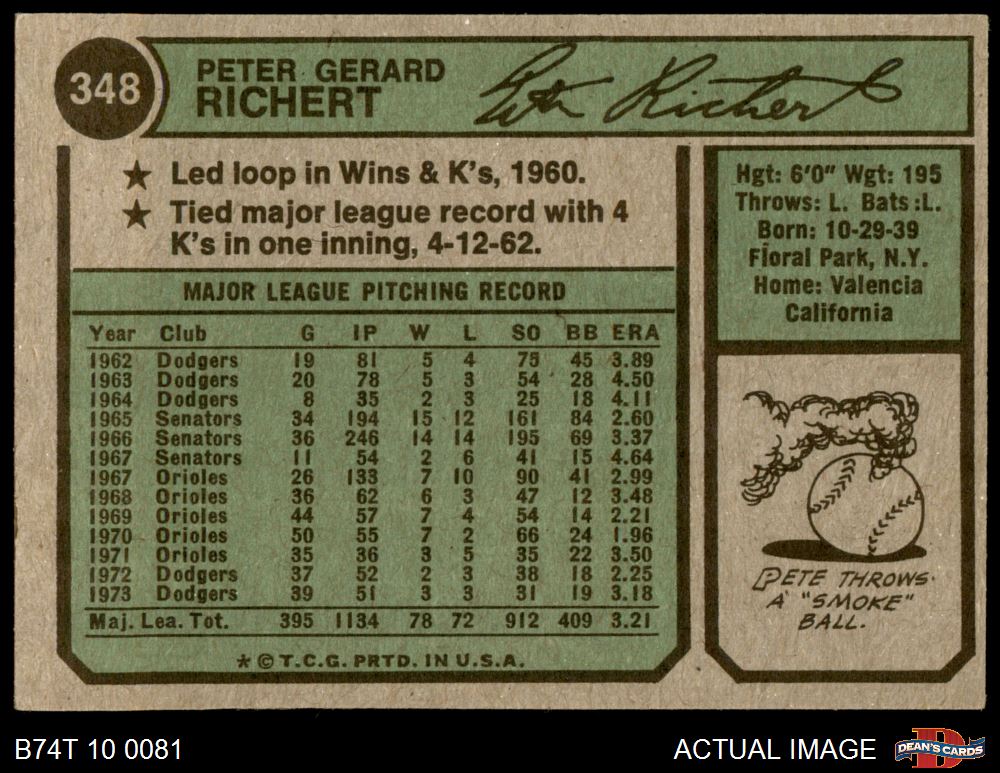 348
PETER GERARD
RICHERT
Pete Richert
★ Led loop in Wins & K's, 1960.
★ Tied major league record with 4
K's in one inning, 4-12-62.
MAJOR LEAGUE PITCHING RECORD
Year Club G IP W L SO BB ERA
1962 Dodgers 19 81 5 4 75 45 3.89
1963 Dodgers 20 78 5 3 54 28 4.50
1964 Dodgers 8 35 2 3 25 18 4.11
1965 Senators 34 194 15 12 161 84 2.60
1966 Senators 36 246 14 14 195 69 3.37
1967 Senators 11 54 2 6 41 15 4.64
1967 Orioles 26 133 7 10 90 41 2.99
1968 Orioles 36 62 6 3 47 12 3.48
1969 Orioles 44 57 7 4 54 14 2.21
1970 Orioles 50 55 7 2 66 24 1.96
1971 Orioles 35 36 3 5 35 22 3.50
1972 Dodgers 37 52 2 3 38 18 2.25
1973 Dodgers 39 51 3 3 31 19 3.18
Maj. Lea. Tot. 395 1134 78 72 912 409 3.21
* © T.C.G. PRTD. IN U.S.A.
Hgt: 6'0" Wgt: 195
Throws: L. Bats: L.
Born: 10-29-39
Floral Park, N.Y.
Home: Valencia
California
PETE THROWS
A "SMOKE"
BALL.
B74T 10 0081
ACTUAL IMAGE
D
DEAN'S CARDS